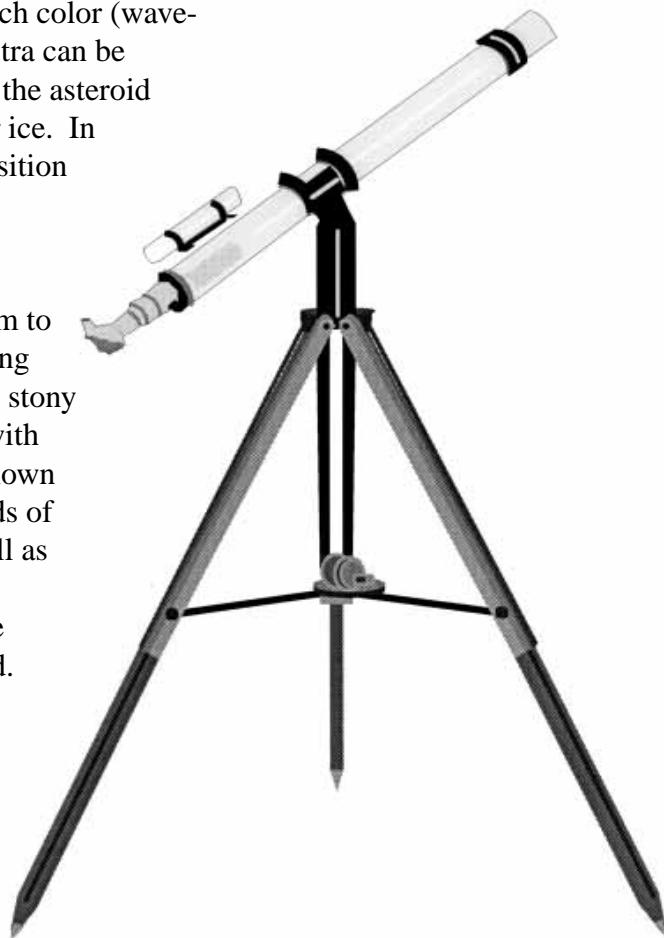 ch color (wave-
tra can be
the asteroid
r ice. In
sition
m to
ng
stony
with
own
ds of
ll as
e
d.